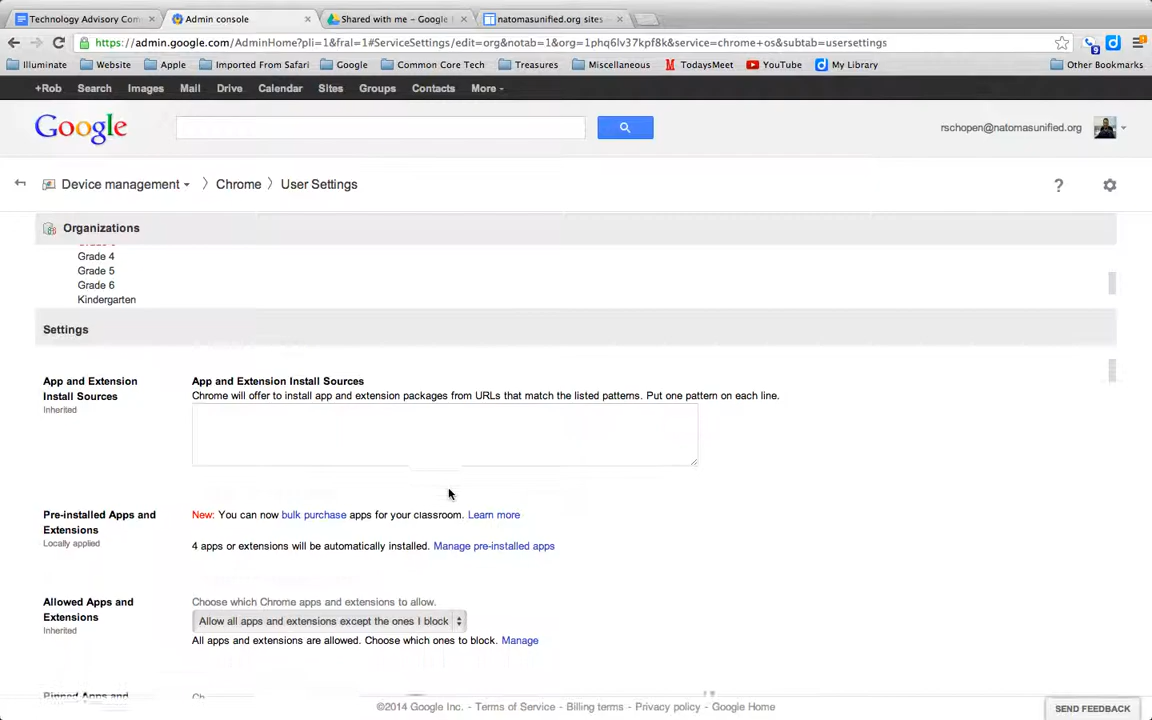 Technology Advisory Com
Admin console
Shared with me - Google
natomasunified.org sites
https://admin.google.com/AdminHome?pli=1&fral=1#ServiceSettings/edit=org&notab=1&org=1phq6lv37kpf8k&service=chrome+os&subtab=usersettings
9
Illuminate Website Apple Imported From Safari Google Common Core Tech Treasures Miscellaneous TodaysMeet YouTube My Library Other Bookmarks
+Rob Search Images Mail Drive Calendar Sites Groups Contacts More
Google
rschopen@natomasunified.org
Device management Chrome User Settings
?
Organizations
Grade 4
Grade 5
Grade 6
Kindergarten
Settings
App and Extension Install Sources
Inherited
App and Extension Install Sources
Chrome will offer to install app and extension packages from URLs that match the listed patterns. Put one pattern on each line.
Pre-installed Apps and
Extensions
Locally applied
New: You can now bulk purchase apps for your classroom. Learn more
4 apps or extensions will be automatically installed. Manage pre-installed apps
Allowed Apps and
Extensions
Inherited
Choose which Chrome apps and extensions to allow.
Allow all apps and extensions except the ones I block
All apps and extensions are allowed. Choose which ones to block. Manage
Pinned Apps and
©2014 Google Inc. - Terms of Service - Billing terms - Privacy policy - Google Home
SEND FEEDBACK